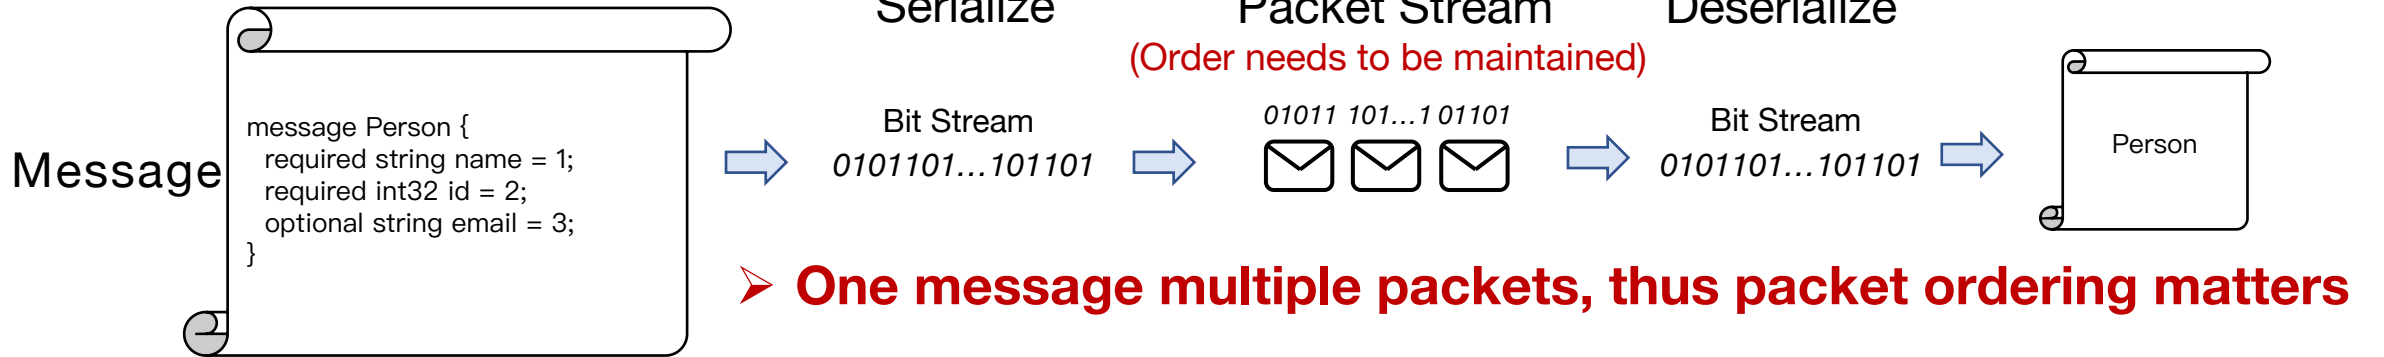 Serialize
Packet Stream
Deserialize
(Order needs to be maintained)
Message
message Person {
required string name = 1;
required int32 id = 2;
optional string email = 3;
}
Bit Stream
0101101...101101
01011 101...1 01101
Bit Stream
0101101...101101
Person
➢ One message multiple packets, thus packet ordering matters